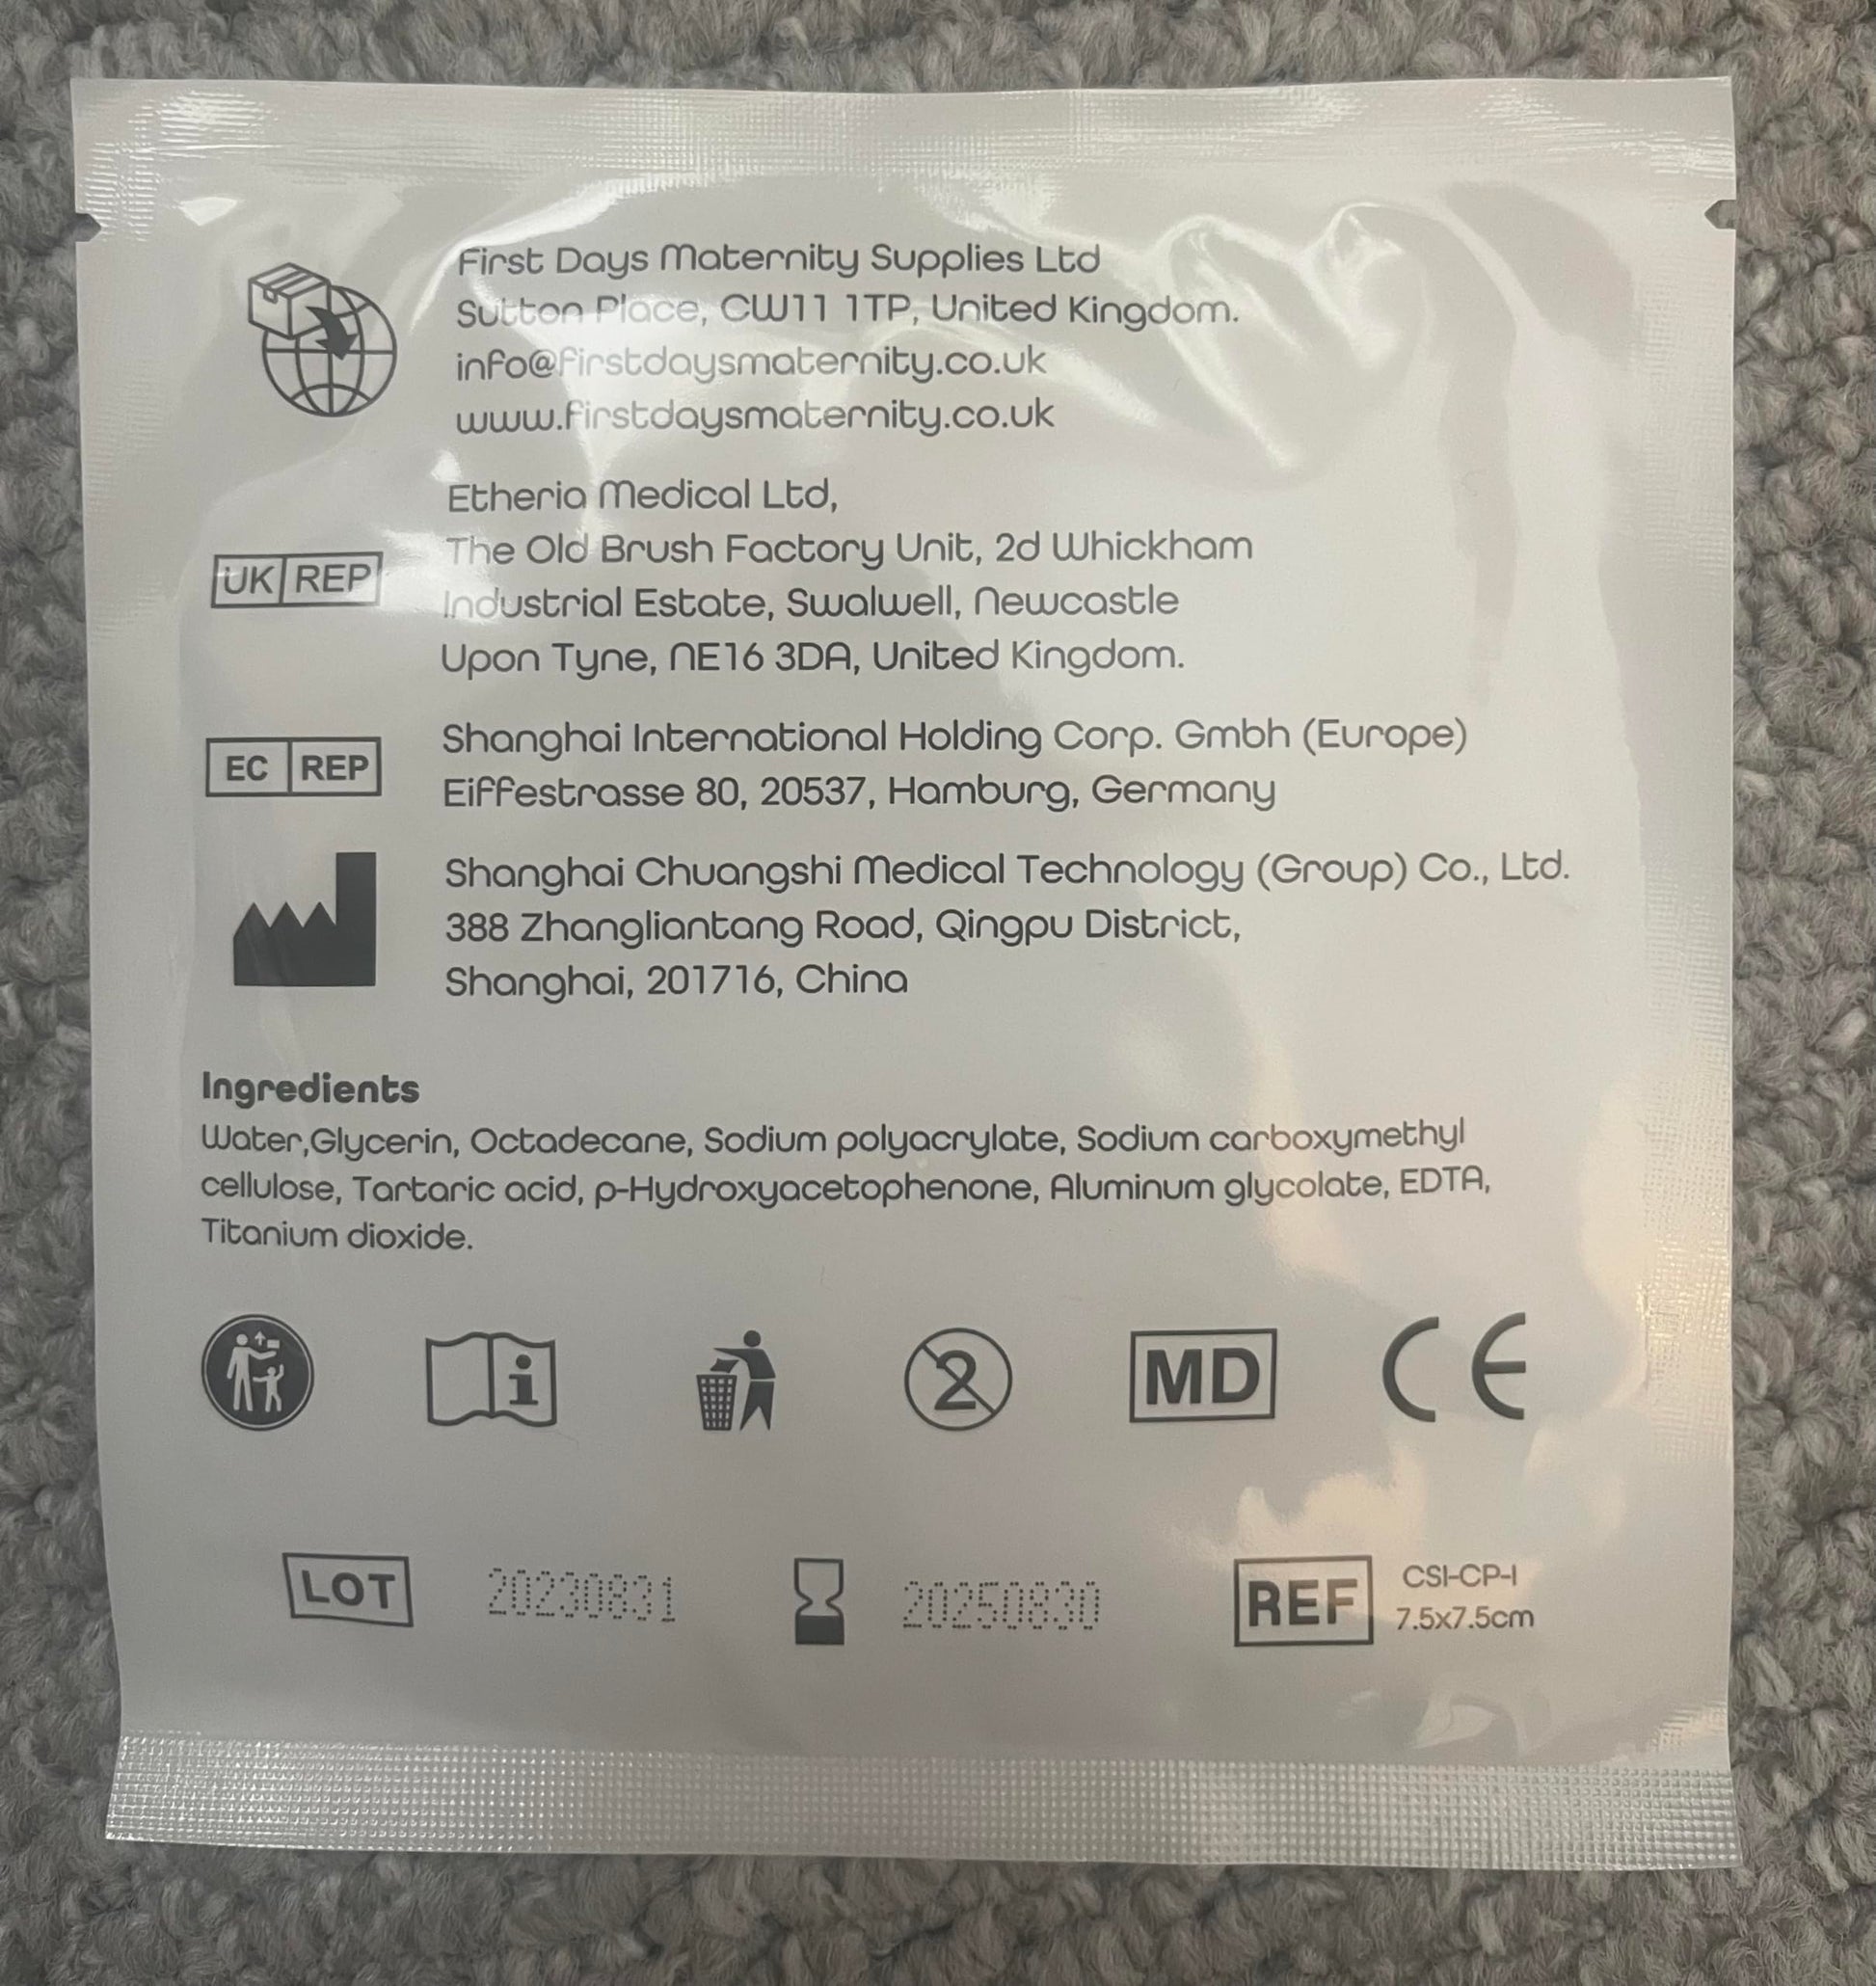 First Days Maternity Supplies Ltd
Sutton Place, CW11 1TP, United Kingdom.
info@firstdaysmaternity.co.uk
www.firstdaysmaternity.co.uk
Etheria Medical Ltd,
The Old Brush Factory Unit, 2d Whickham
UK REP
Industrial Estate, Swalwell, Newcastle
Upon Tyne, NE16 3DA, United Kingdom.
Shanghai International Holding Corp. Gmbh (Europe)
EC REP
Eiffestrasse 80, 20537, Hamburg, Germany
Shanghai Chuangshi Medical Technology (Group) Co., Ltd.
388 Zhangliantang Road, Qingpu District,
Shanghai, 201716, China
Ingredients
Water,Glycerin, Octadecane, Sodium polyacrylate, Sodium carboxymethyl
cellulose, Tartaric acid, p-Hydroxyacetophenone, Aluminum glycolate, EDTA,
Titanium dioxide.
i 2 MD CE
LOT 20230831 20250830 REF CSI-CP-I
7.5x7.5cm